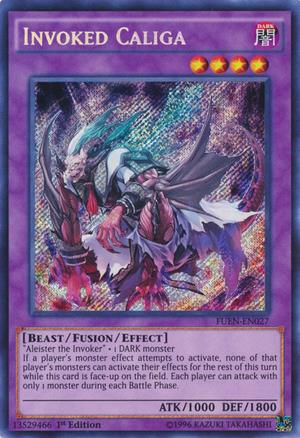 INVOKED CALIGA
DARK
闇
FUEN-EN027
[BEAST/FUSION/EFFECT]
"Aleister the Invoker" + 1 DARK monster
If a player's monster effect attempts to activate, none of that
player's monsters can activate their effects for the rest of this turn
while this card is face-up on the field. Each player can attack with
only 1 monster during each Battle Phase.
ATK/1000 DEF/1800
13529466 1st Edition ©1996 KAZUKI TAKAHASHI